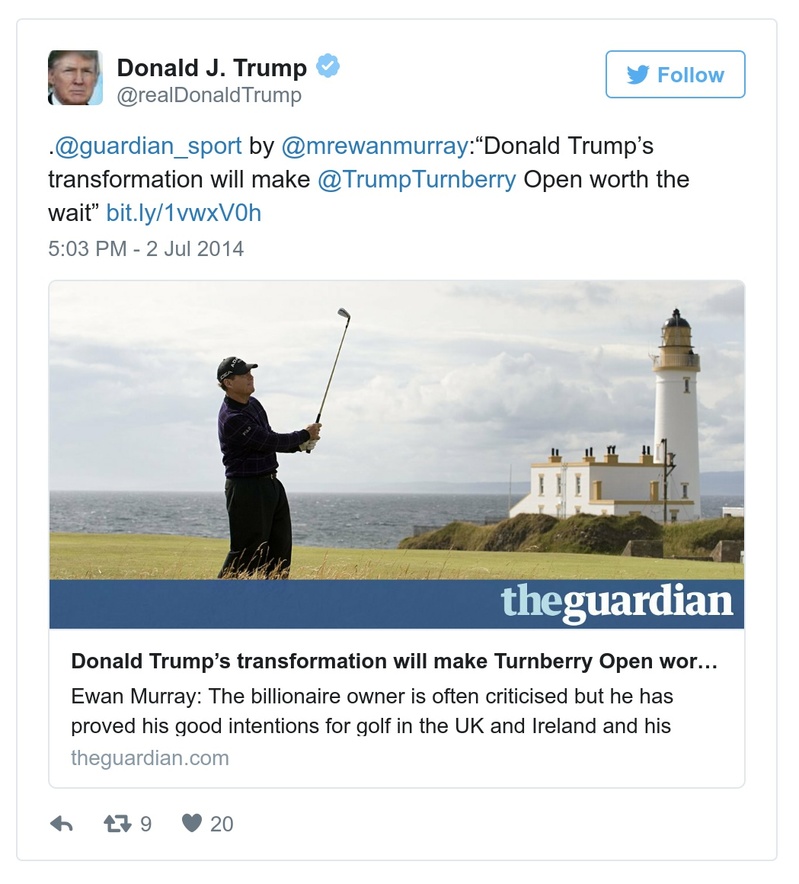 Donald J. Trump
@realDonaldTrump
Follow
.@guardian_sport by @mrewanmurray:“Donald Trump’s
transformation will make @TrumpTurnberry Open worth the
wait” bit.ly/1vwxV0h
5:03 PM - 2 Jul 2014
theguardian
Donald Trump’s transformation will make Turnberry Open wor…
Ewan Murray: The billionaire owner is often criticised but he has
proved his good intentions for golf in the UK and Ireland and his
theguardian.com
9 20